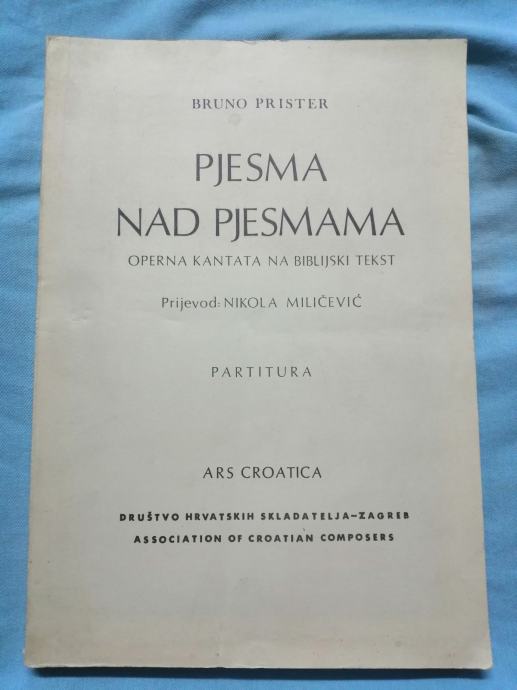 BRUNO PRISTER
PJESMA
NAD PJESMAMA
OPERNA KANTATA NA BIBLIJSKI TEKST
Prijevod: NIKOLA MILIČEVIĆ
PARTITURA
ARS CROATICA
DRUŠTVO HRVATSKIH SKLADATELJA–ZAGREB
ASSOCIATION OF CROATIAN COMPOSERS